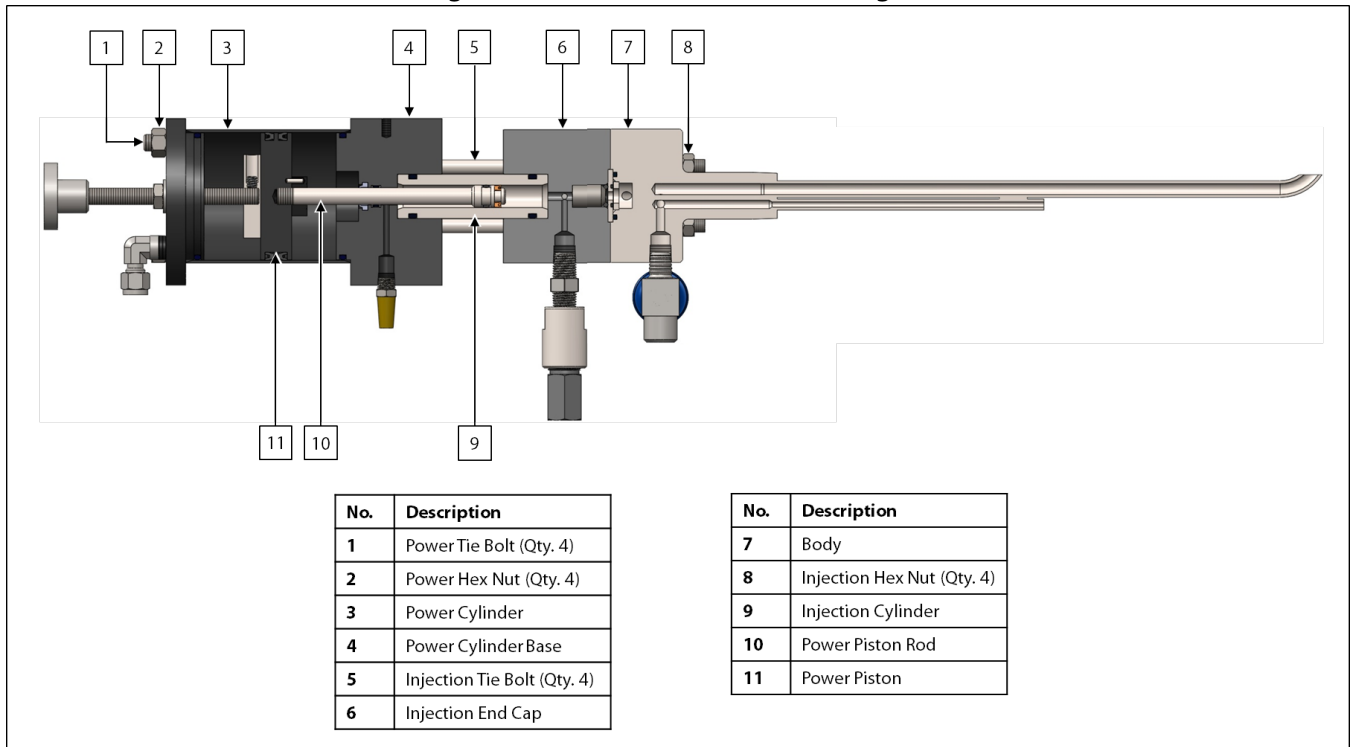 1 2 3 4 5 6 7 8
11 10 9
No. Description
1 Power Tie Bolt (Qty. 4)
2 Power Hex Nut (Qty. 4)
3 Power Cylinder
4 Power Cylinder Base
5 Injection Tie Bolt (Qty. 4)
6 Injection End Cap
No. Description
7 Body
8 Injection Hex Nut (Qty. 4)
9 Injection Cylinder
10 Power Piston Rod
11 Power Piston